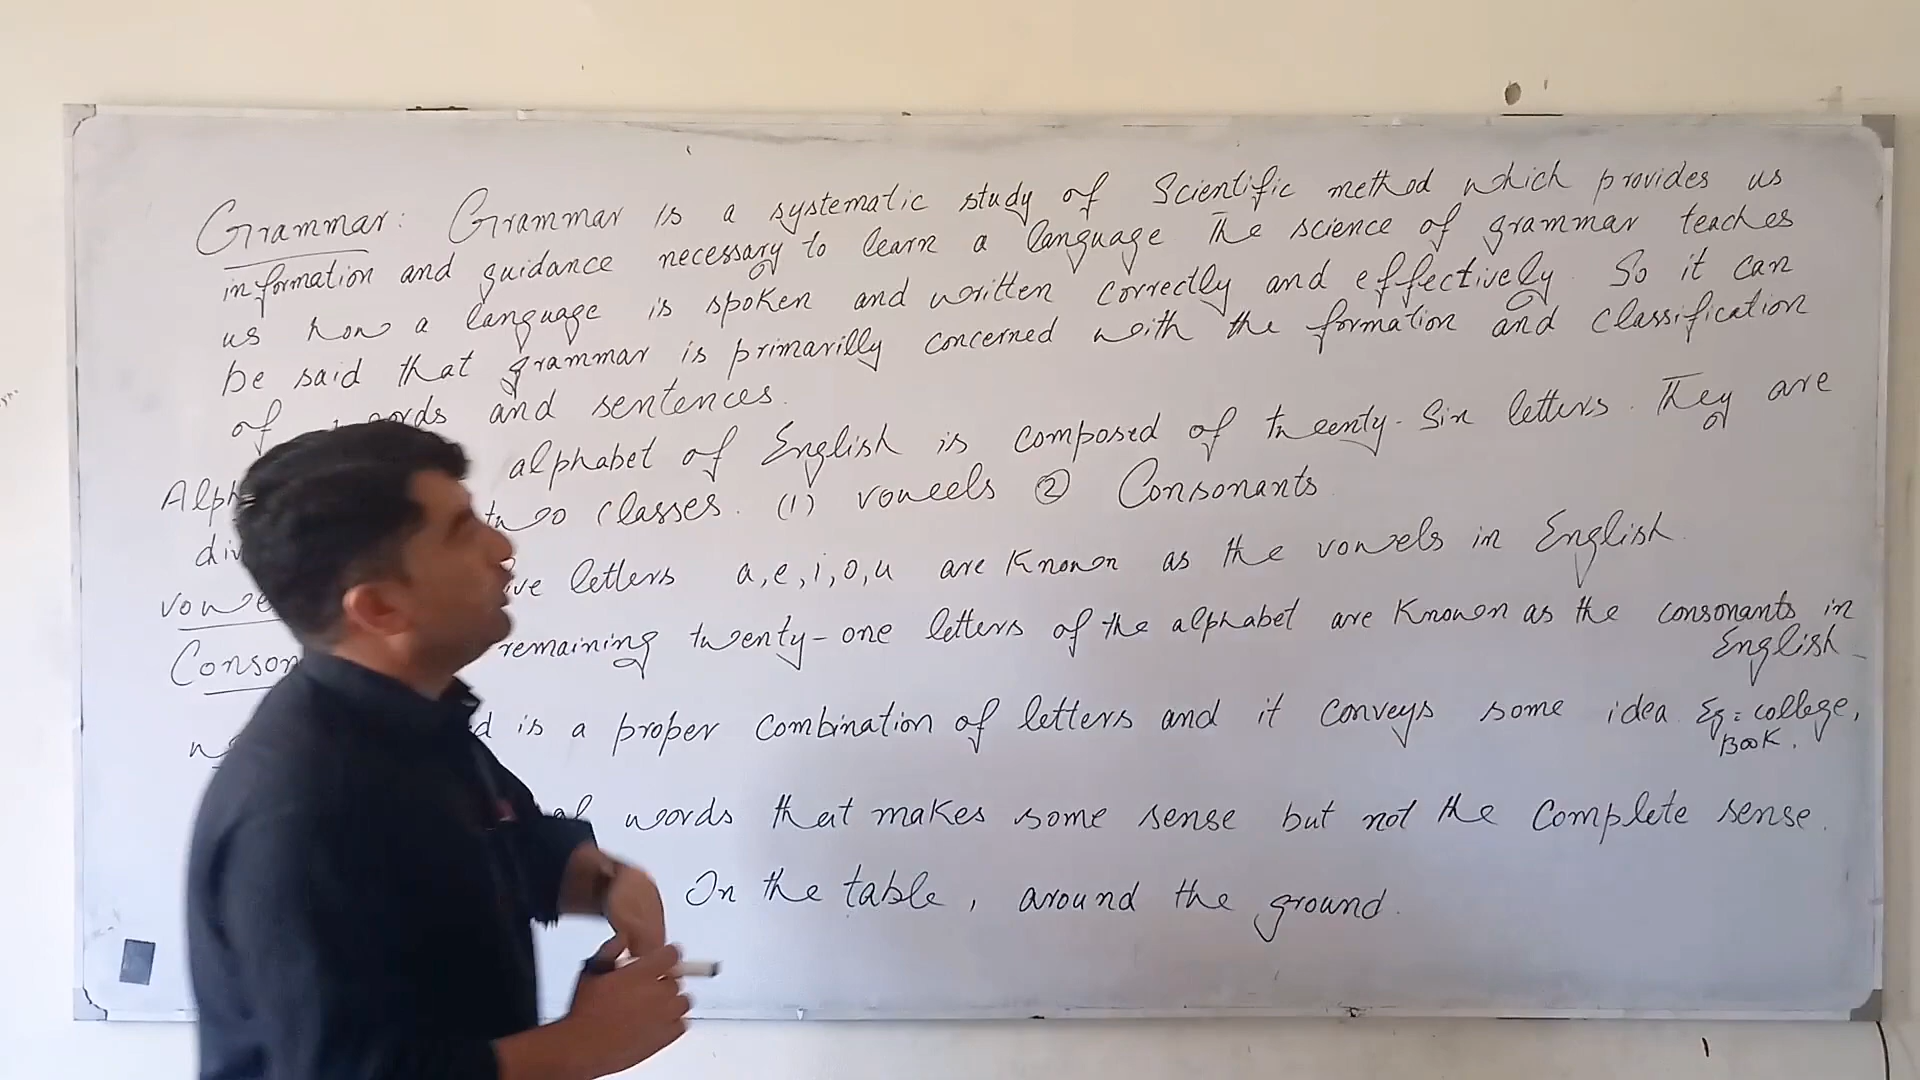 Grammar: Grammar is a systematic study of Scientific method which provides us
information and guidance necessary to learn a language The science of grammar teaches
us how a language is spoken and written correctly and effectively. So it can
be said that grammar is primarilly concerned with the formation and classification
of words and sentences.
Alph alphabet of English is composed of tweenty-Six letters. They are
div two classes. (1) voweels ② Consonants
vowe ive letters a,e,i,o,u are known as the vowels in English.
Conson remaining twenty-one letters of the alphabet are known as the consonants in
English
d is a proper combination of letters and it conveys some idea Eg: college,
Book.
of words that makes some sense but not the complete sense.
On the table, around the ground.